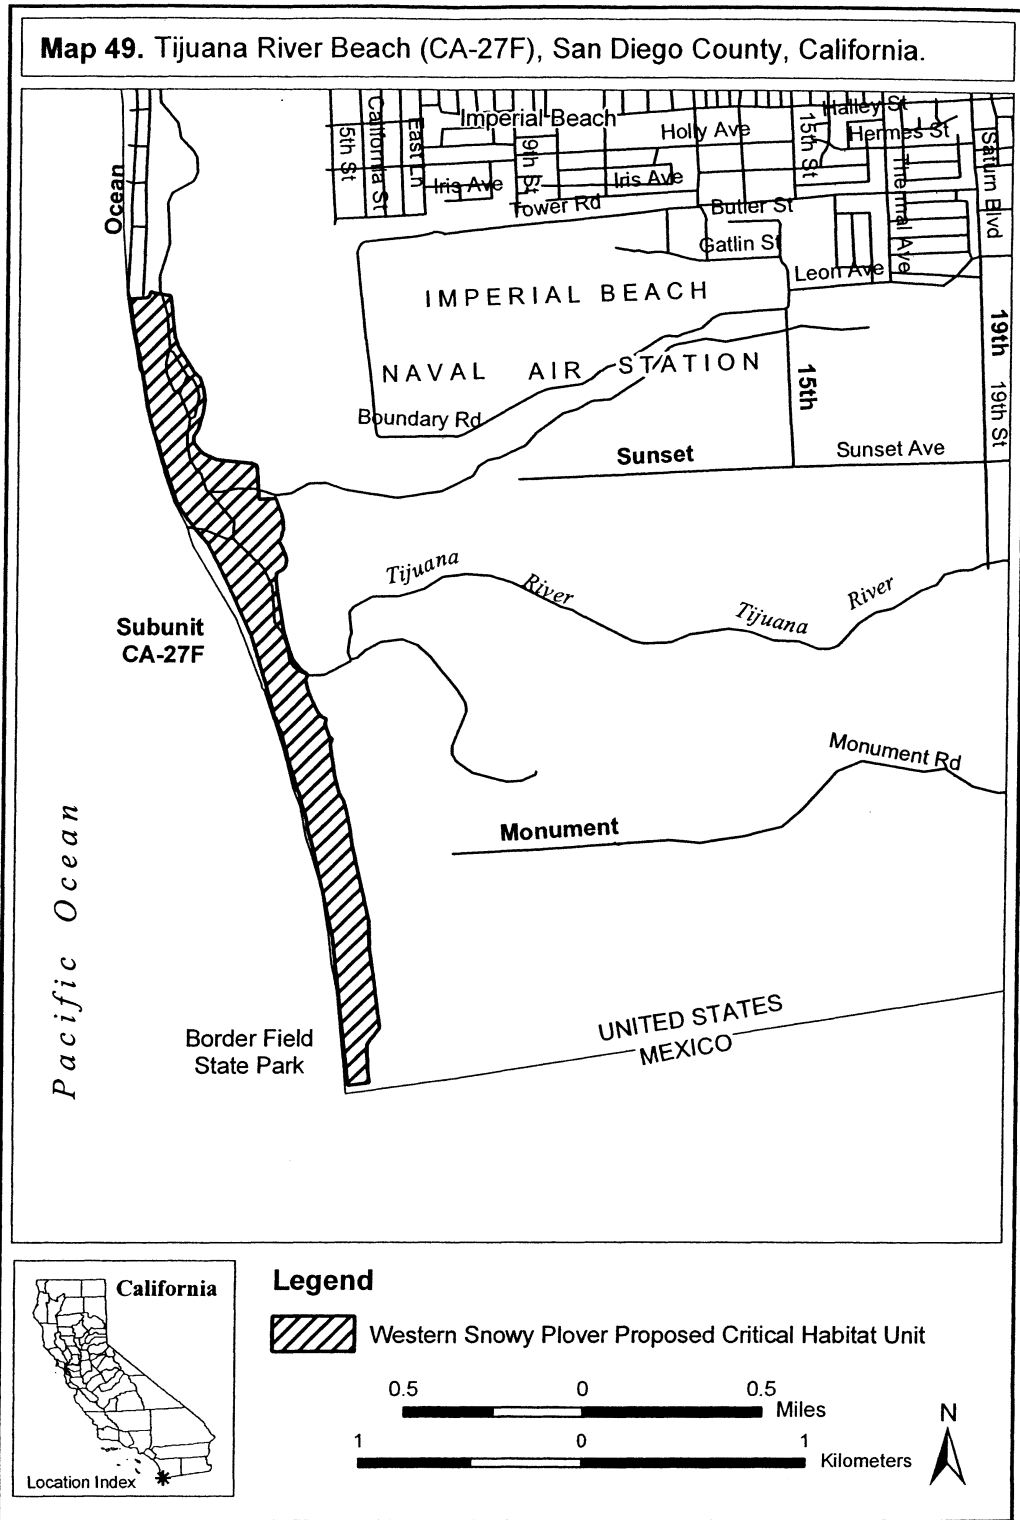 Map 49. Tijuana River Beach (CA-27F), San Diego County, California.
Ocean
5th St
California St
East Ln
Imperial Beach
9th St
Holly Ave
15th St
Halley St
Hermes St
Saturn Blvd
Iris Ave
Iris Ave
Thermal Ave
Tower Rd
Butler St
Gatlin St
Leon Ave
IMPERIAL BEACH
NAVAL AIR STATION
Boundary Rd
15th
19th
19th St
Sunset
Sunset Ave
Tijuana
River
Tijuana
River
Subunit
CA-27F
Monument Rd
Monument
Pacific Ocean
UNITED STATES
MEXICO
Border Field
State Park
California
Location Index
Legend
Western Snowy Plover Proposed Critical Habitat Unit
0.5 0 0.5
Miles
1 0 1
Kilometers
N